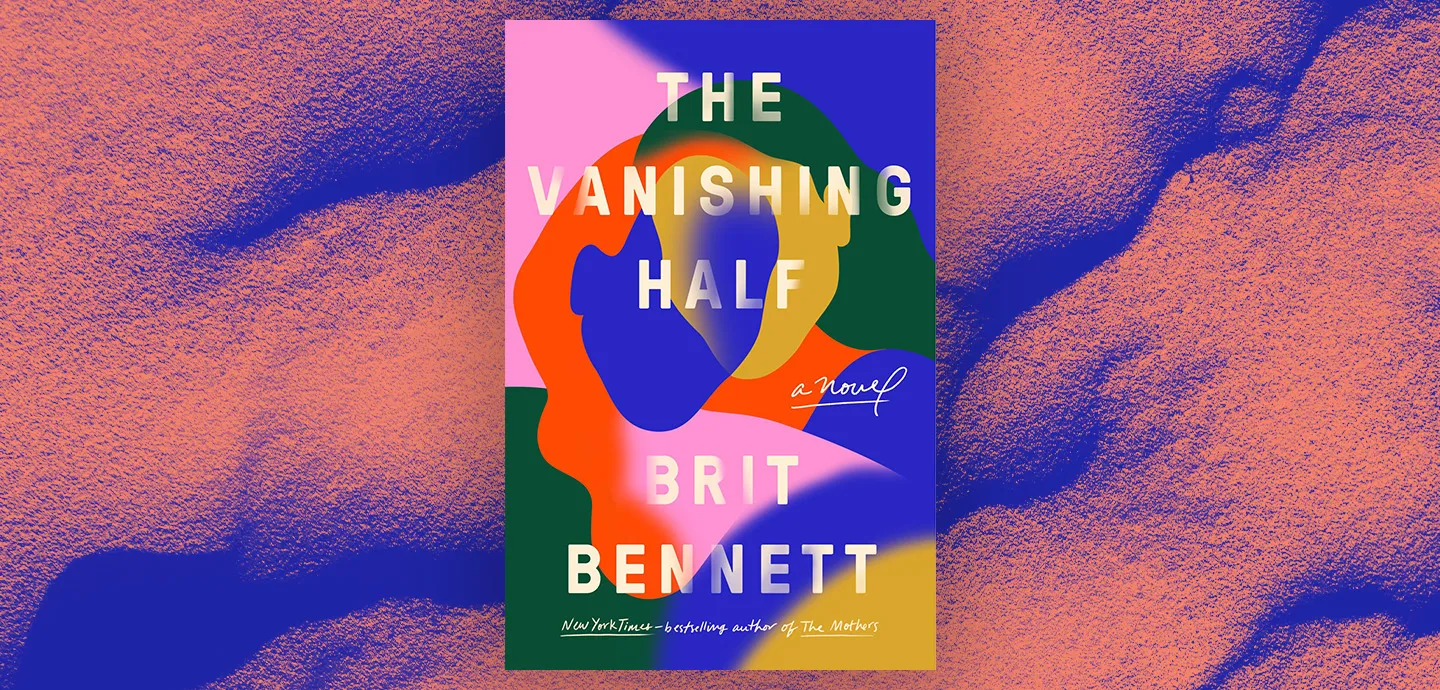 THE
VANISHING
HALF
a novel
BRIT
BENNETT
New York Times–bestselling author of The Mothers